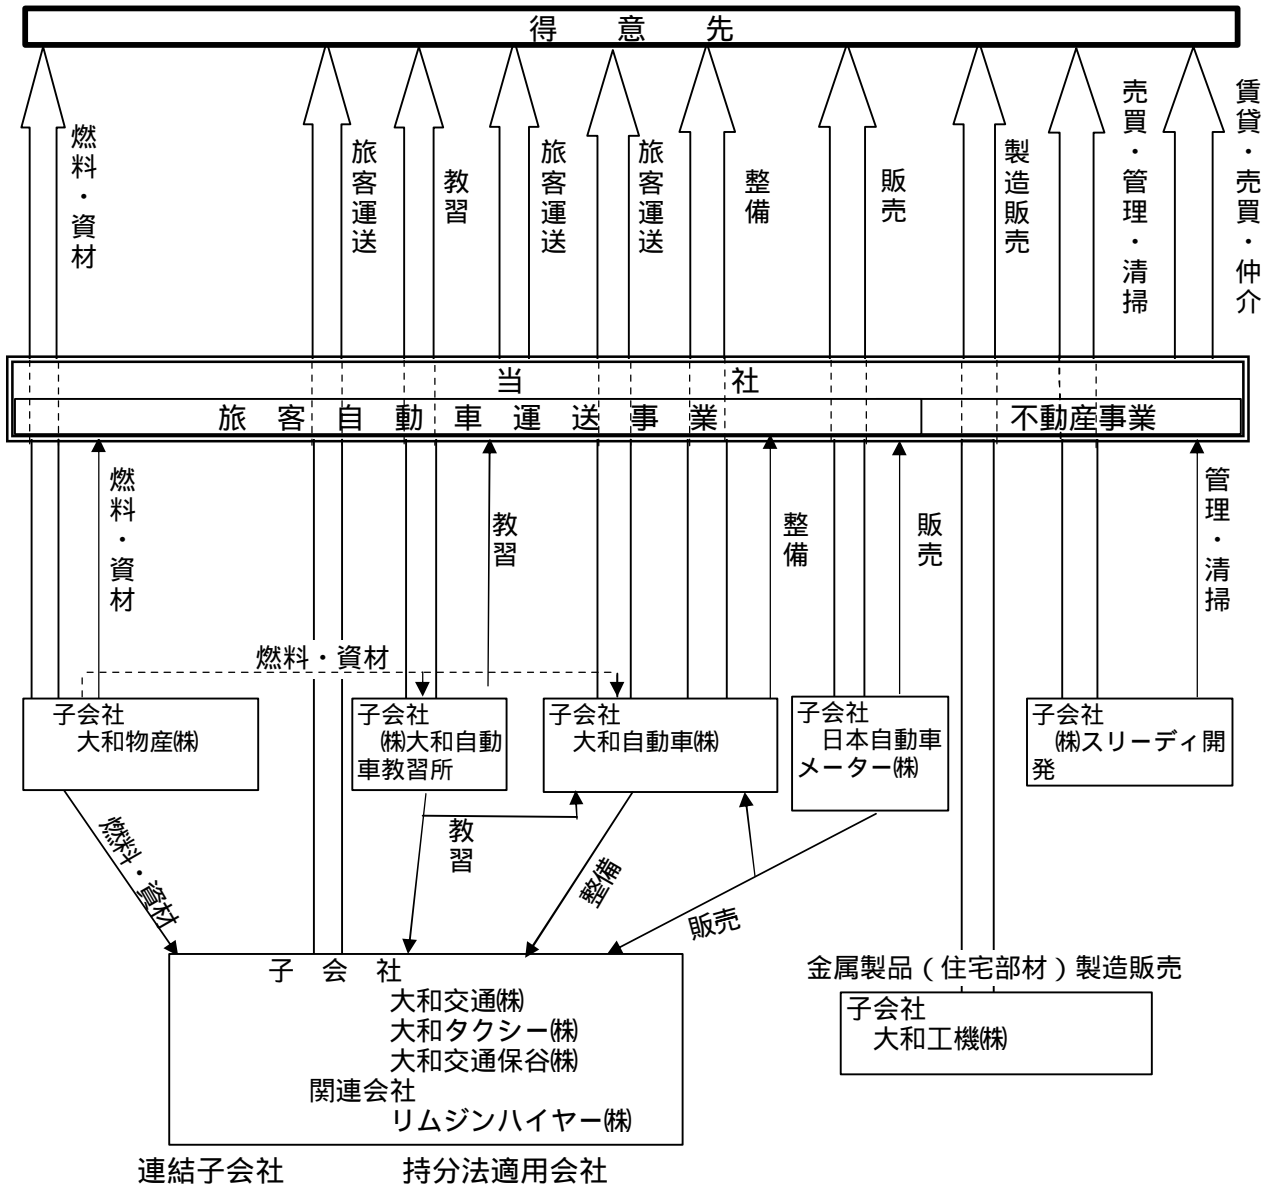 得意先
燃料・資材
旅客運送
教習
旅客運送
旅客運送
整備
販売
製造販売
売買・管理・清掃
賃貸・売買・仲介
当社
旅客自動車運送事業
不動産事業
燃料・資材
教習
整備
販売
管理・清掃
燃料・資材
子会社
大和物産㈱
子会社
㈱大和自動
車教習所
子会社
大和自動車㈱
子会社
日本自動車
メーター㈱
子会社
㈱スリーディ開
発
燃料・資材
教習
整備
販売
子会社
大和交通㈱
大和タクシー㈱
大和交通保谷㈱
関連会社
リムジンハイヤー㈱
金属製品（住宅部材）製造販売
子会社
大和工機㈱
連結子会社
持分法適用会社